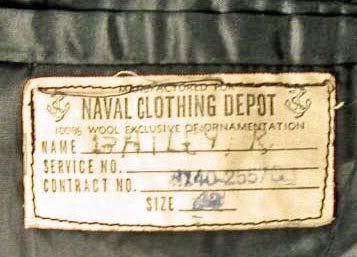 MANUFACTURED FOR
NAVAL CLOTHING DEPOT
100% WOOL EXCLUSIVE OF ORNAMENTATION
NAME
SERVICE NO.
CONTRACT NO.
SIZE